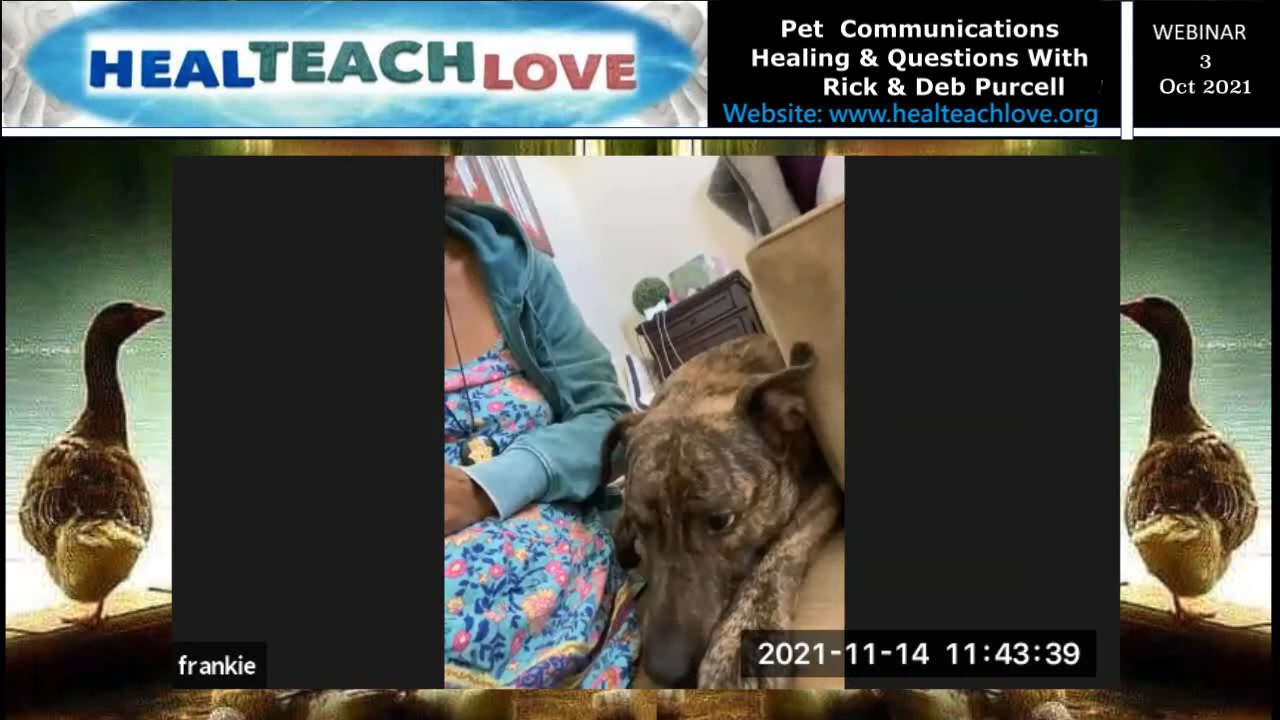 HEALTEACHLOVE
Pet Communications
Healing & Questions With
Rick & Deb Purcell
Website: www.healteachlove.org
WEBINAR
3
Oct 2021
frankie
2021-11-14 11:43:39